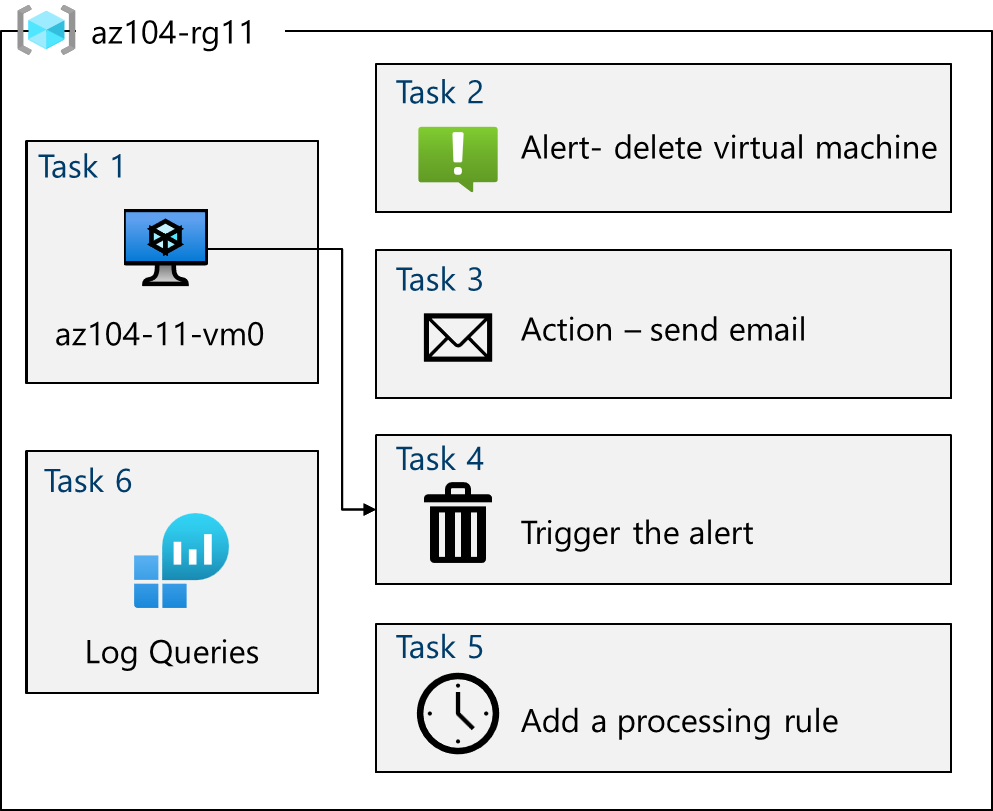 az104-rg11
Task 1
az104-11-vm0
Task 2
Alert- delete virtual machine
Task 3
Action – send email
Task 4
Trigger the alert
Task 5
Add a processing rule
Task 6
Log Queries